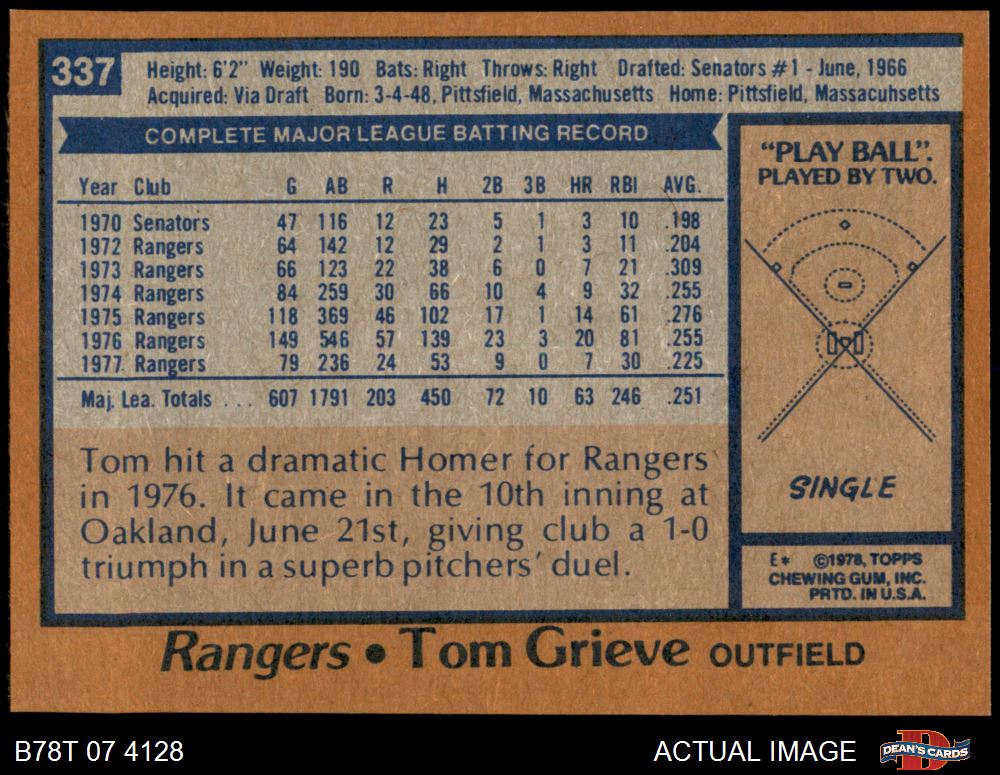 337
Height: 6'2" Weight: 190 Bats: Right Throws: Right Drafted: Senators #1 - June, 1966
Acquired: Via Draft Born: 3-4-48, Pittsfield, Massachusetts Home: Pittsfield, Massacuhsetts
COMPLETE MAJOR LEAGUE BATTING RECORD
Year Club G AB R H 2B 3B HR RBI AVG.
1970 Senators 47 116 12 23 5 1 3 10 .198
1972 Rangers 64 142 12 29 2 1 3 11 .204
1973 Rangers 66 123 22 38 6 0 7 21 .309
1974 Rangers 84 259 30 66 10 4 9 32 .255
1975 Rangers 118 369 46 102 17 1 14 61 .276
1976 Rangers 149 546 57 139 23 3 20 81 .255
1977 Rangers 79 236 24 53 9 0 7 30 .225
Maj. Lea. Totals . . . 607 1791 203 450 72 10 63 246 .251
Tom hit a dramatic Homer for Rangers
in 1976. It came in the 10th inning at
Oakland, June 21st, giving club a 1-0
triumph in a superb pitchers' duel.
"PLAY BALL".
PLAYED BY TWO.
SINGLE
E* ©1978, TOPPS
CHEWING GUM, INC.
PRTD. IN U.S.A.
Rangers • Tom Grieve OUTFIELD
B78T 07 4128
ACTUAL IMAGE
D
DEAN'S CARDS